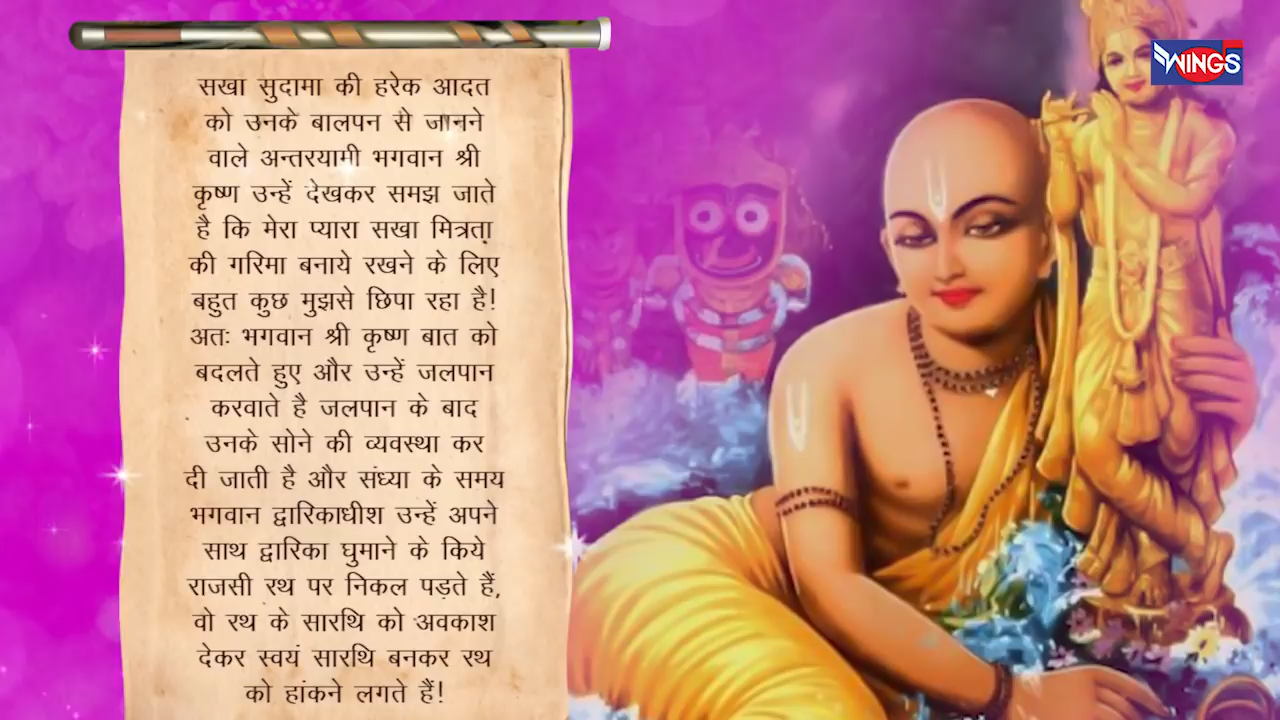 सखा सुदामा की हरेक आदत
को उनके बालपन से जानने
वाले अन्तरयामी भगवान श्री
कृष्ण उन्हें देखकर समझ जाते
है कि मेरा प्यारा सखा मित्रता
की गरिमा बनाये रखने के लिए
बहुत कुछ मुझसे छिपा रहा है!
अतः भगवान श्री कृष्ण बात को
बदलते हुए और उन्हें जलपान
करवाते है जलपान के बाद
उनके सोने की व्यवस्था कर
दी जाती है और संध्या के समय
भगवान द्वारिकाधीश उन्हें अपने
साथ द्वारिका घुमाने के किये
राजसी रथ पर निकल पड़ते हैं,
वो रथ के सारथि को अवकाश
देकर स्वयं सारथि बनकर रथ
को हांकने लगते हैं!
WINGS